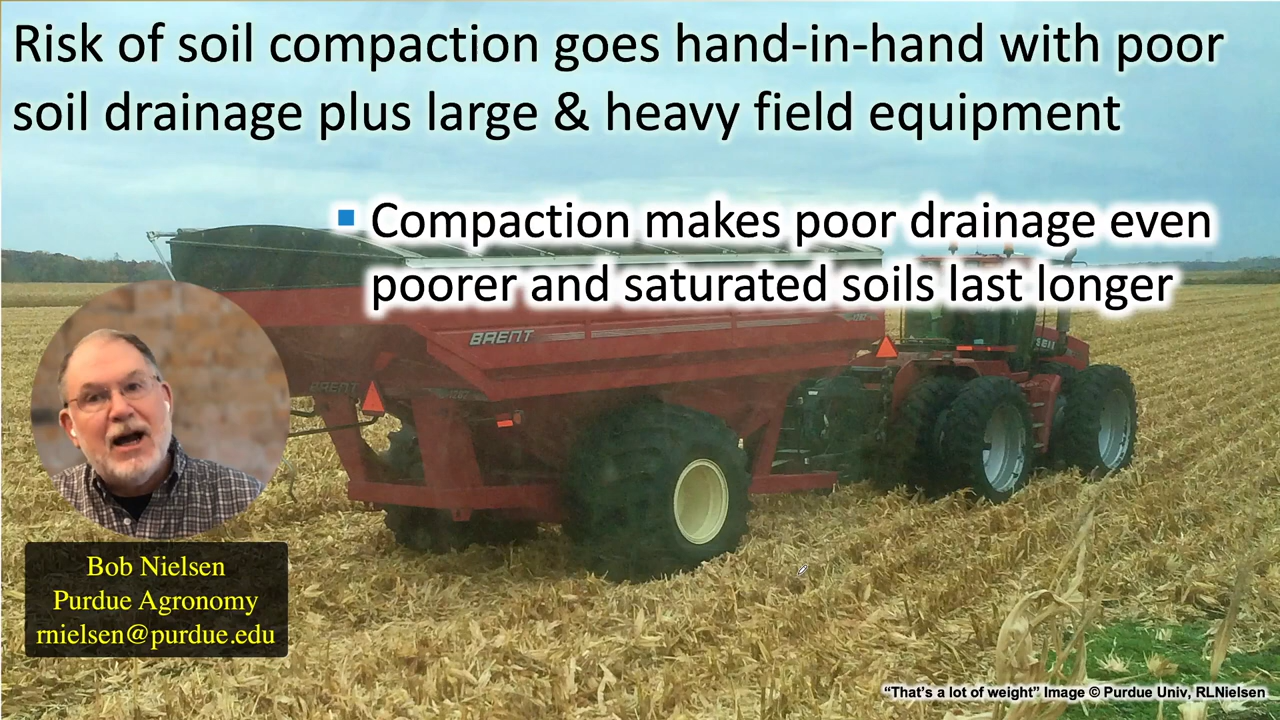 Risk of soil compaction goes hand-in-hand with poor
soil drainage plus large & heavy field equipment
Compaction makes poor drainage even
poorer and saturated soils last longer
BRENT
BRENT
Bob Nielsen
Purdue Agronomy
rnielsen@purdue.edu
“That’s a lot of weight” Image © Purdue Univ, RLNielsen